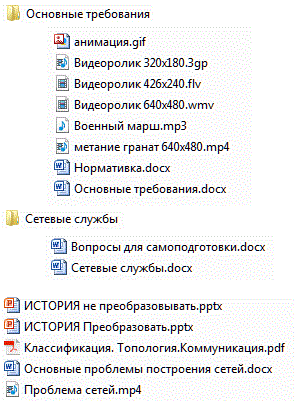 Основные требования
анимация.gif
Видеоролик 320x180.3gp
Видеоролик 426x240.flv
Видеоролик 640x480.wmv
Военный марш.mp3
метание гранат 640x480.mp4
Нормативка.docx
Основные требования.docx
Сетевые службы
Вопросы для самоподготовки.docx
Сетевые службы.docx
ИСТОРИЯ не преобразовывать.pptx
ИСТОРИЯ Преобразовать.pptx
Классификация. Топология.Коммуникация.pdf
Основные проблемы построения сетей.docx
Проблема сетей.mp4